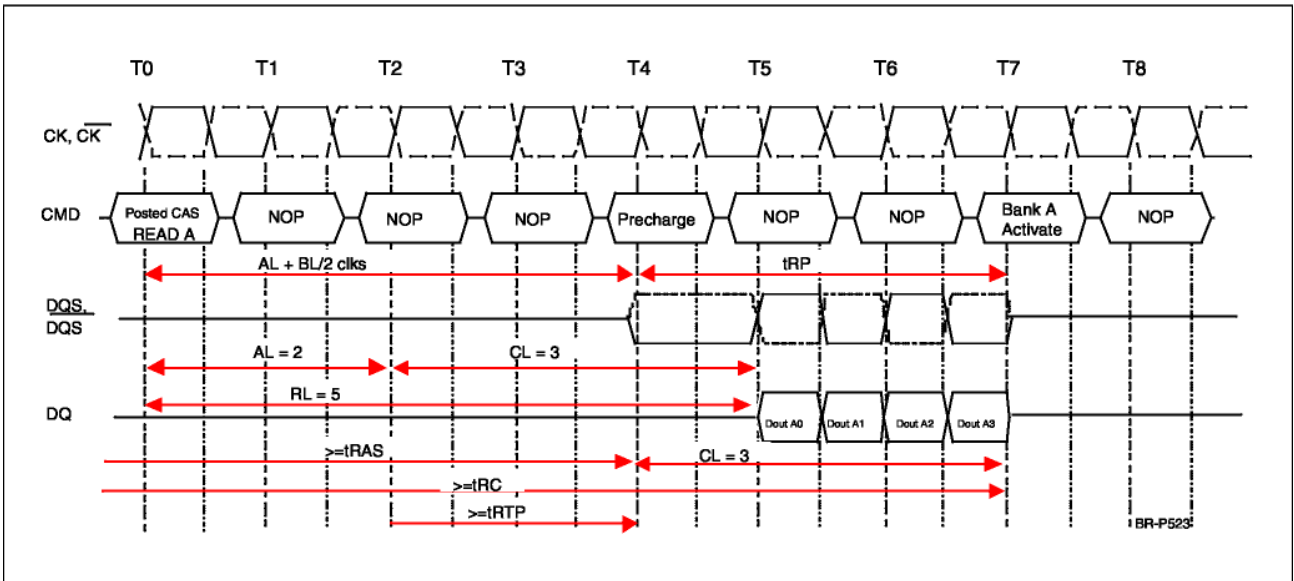 T0 T1 T2 T3 T4 T5 T6 T7 T8
CK, CK
CMD
Posted CAS
READ A
NOP
NOP
NOP
Precharge
NOP
NOP
Bank A
Activate
NOP
AL + BL/2 clks
tRP
DQS,
DQS
AL = 2
CL = 3
RL = 5
DQ
Dout A0
Dout A1
Dout A2
Dout A3
>=tRAS
CL = 3
>=tRC
>=tRTP
BR-P523